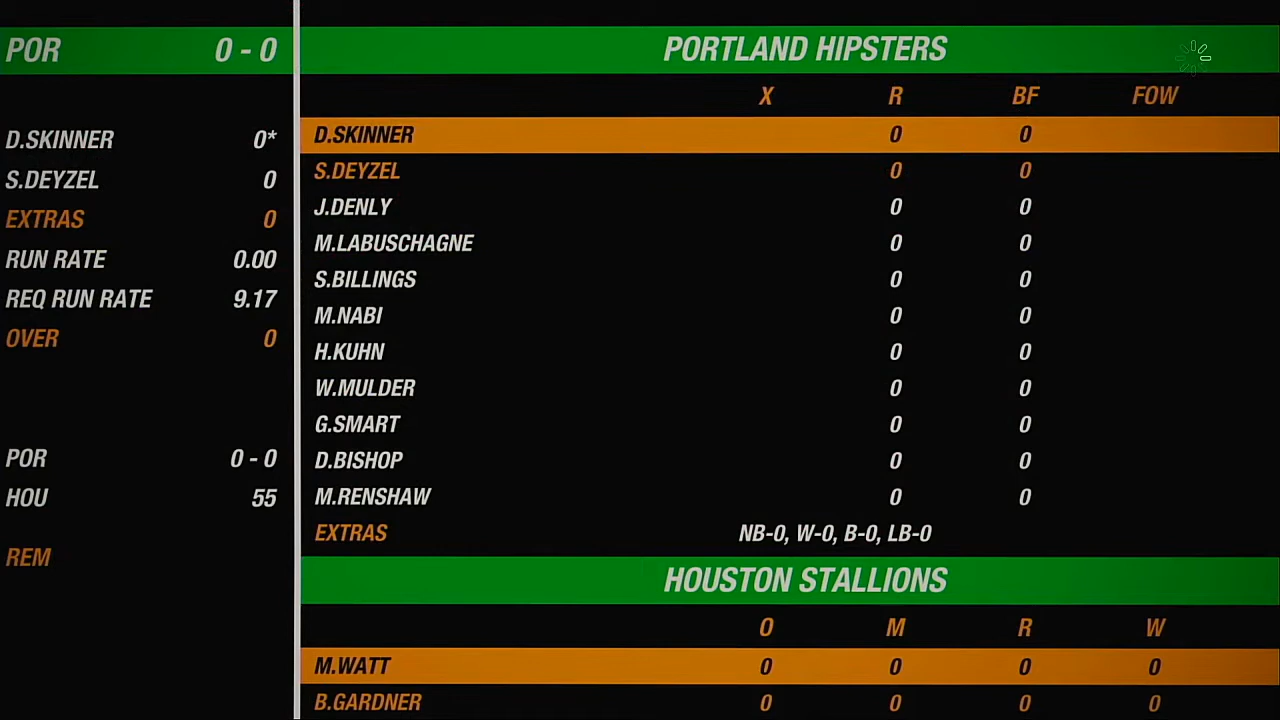 POR 0 - 0
D.SKINNER 0*
S.DEYZEL 0
EXTRAS 0
RUN RATE 0.00
REQ RUN RATE 9.17
OVER 0
POR 0 - 0
HOU 55
REM
PORTLAND HIPSTERS
X R BF FOW
D.SKINNER 0 0
S.DEYZEL 0 0
J.DENLY 0 0
M.LABUSCHAGNE 0 0
S.BILLINGS 0 0
M.NABI 0 0
H.KUHN 0 0
W.MULDER 0 0
G.SMART 0 0
D.BISHOP 0 0
M.RENSHAW 0 0
EXTRAS NB-0, W-0, B-0, LB-0
HOUSTON STALLIONS
O M R W
M.WATT 0 0 0 0
B.GARDNER 0 0 0 0